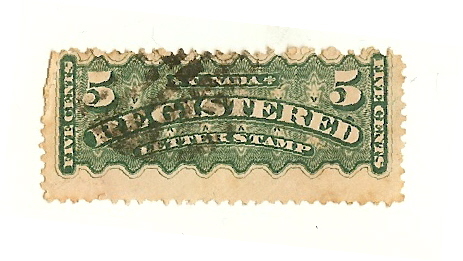 CANADA
5 5
REGISTERED
LETTER STAMP
FIVE CENTS
FIVE CENTS